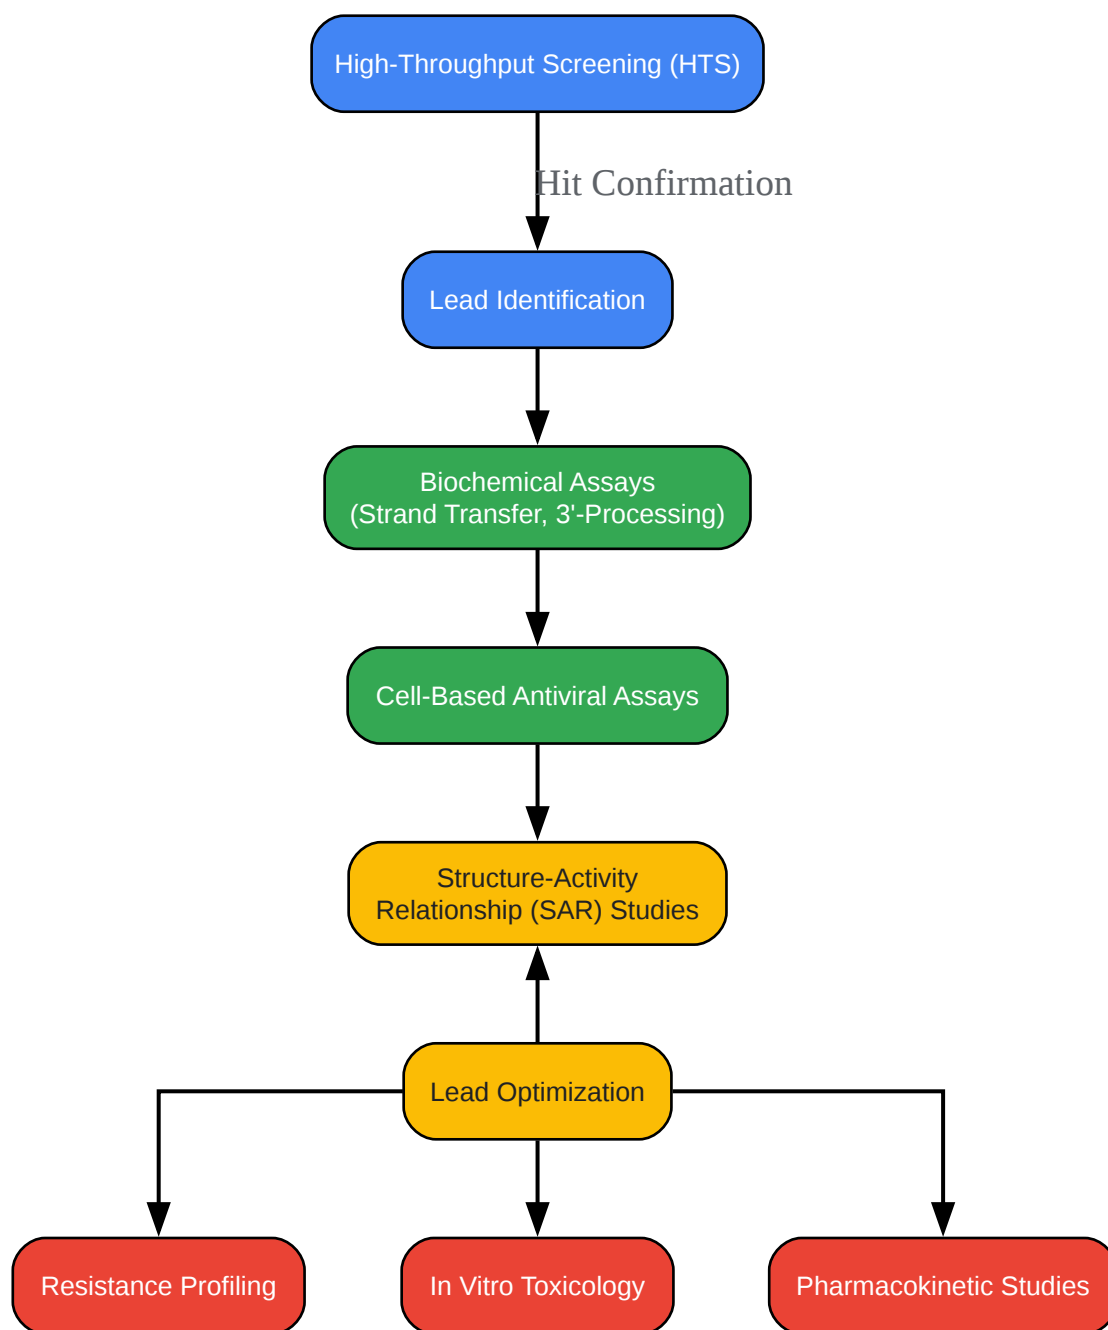 High-Throughput Screening (HTS)
Hit Confirmation
Lead Identification
Biochemical Assays
(Strand Transfer, 3'-Processing)
Cell-Based Antiviral Assays
Structure-Activity
Relationship (SAR) Studies
Lead Optimization
Resistance Profiling
In Vitro Toxicology
Pharmacokinetic Studies